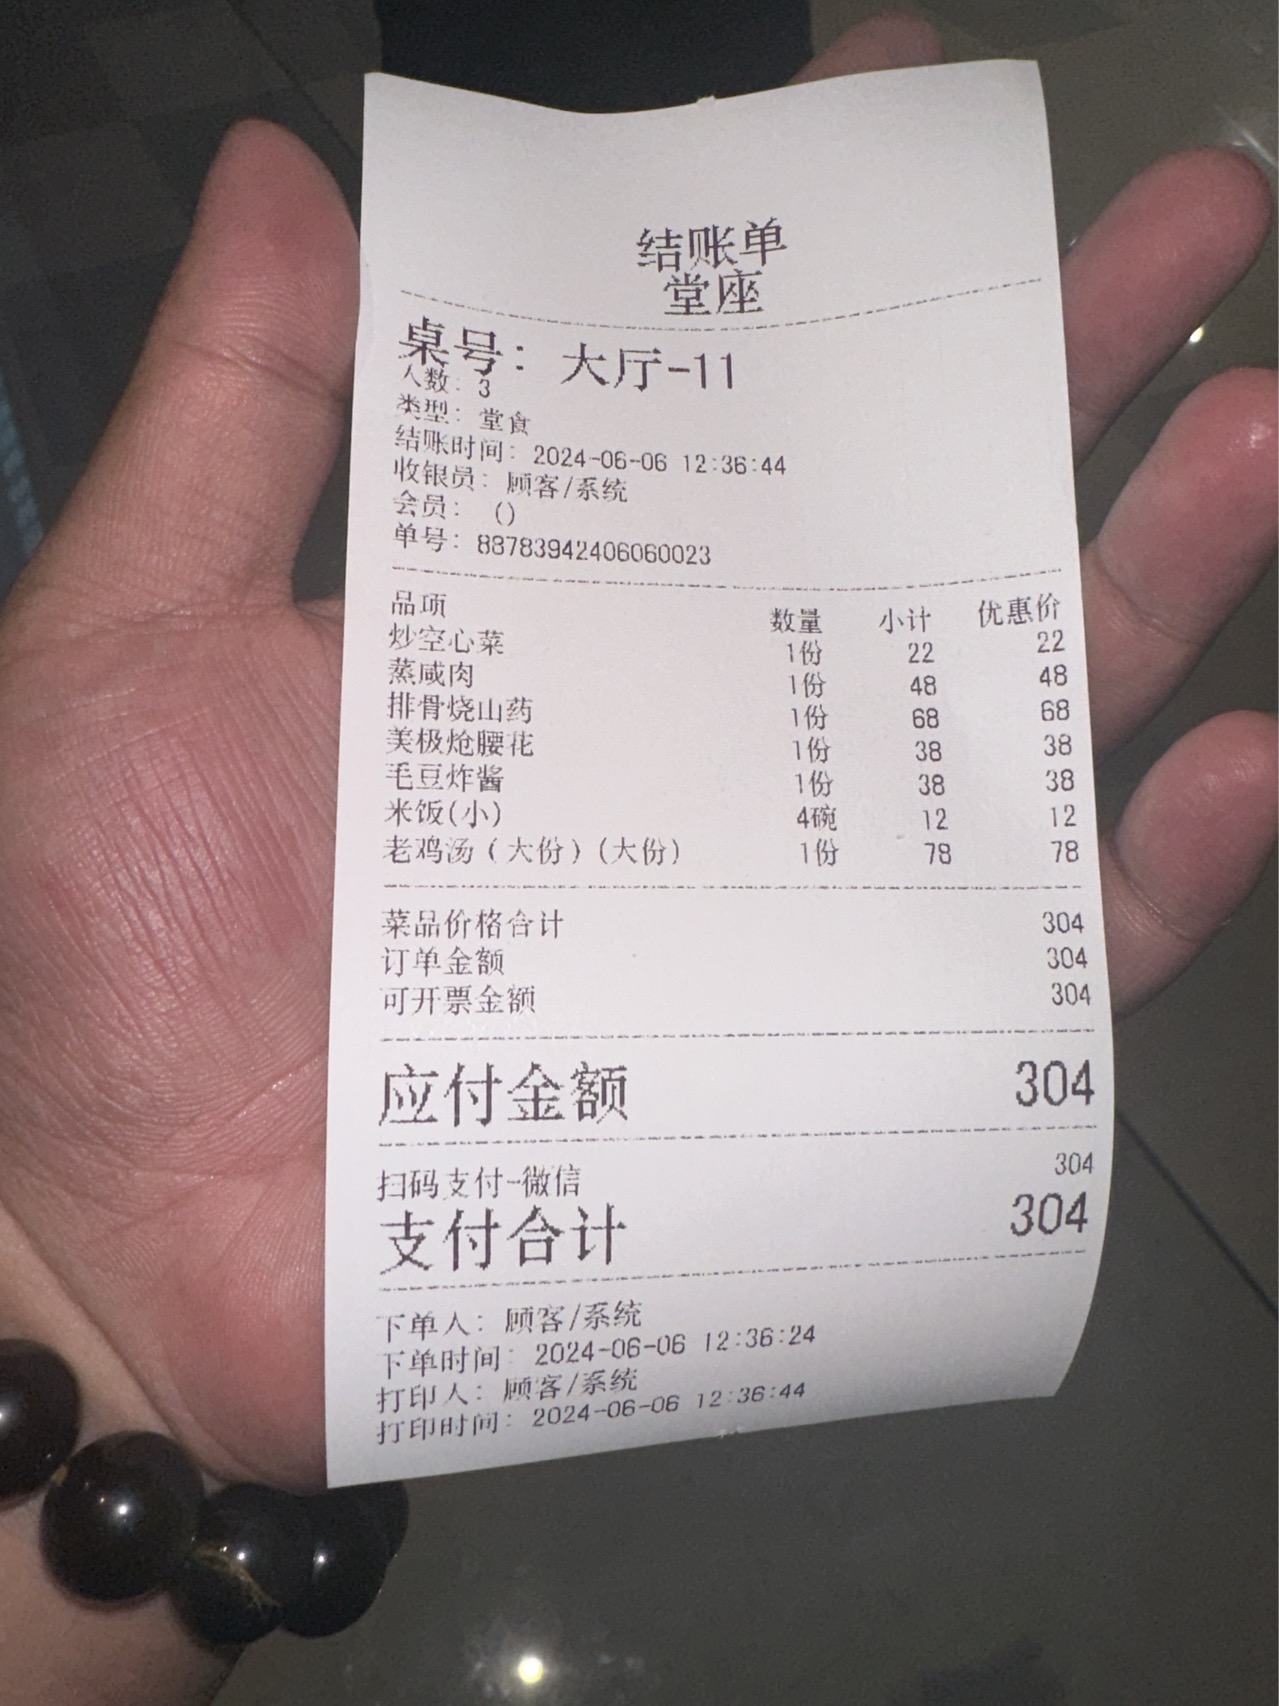 结账单
堂座
桌号: 大厅-11
人数: 3
类型: 堂食
结账时间: 2024-06-06 12:36:44
收银员: 顾客/系统
会员: ()
单号: 887839422406060023
品项 数量 小计 优惠价
炒空心菜 1份 22 22
蒸咸肉 1份 48 48
排骨烧山药 1份 68 68
美极炝腰花 1份 38 38
毛豆炸酱 1份 38 38
米饭(小) 4碗 12 12
老鸡汤(大份)(大份) 1份 78 78
菜品价格合计 304
订单金额 304
可开票金额 304
应付金额 304
扫码支付-微信 304
支付合计 304
下单人: 顾客/系统
下单时间: 2024-06-06 12:36:24
打印人: 顾客/系统
打印时间: 2024-06-06 12:36:44